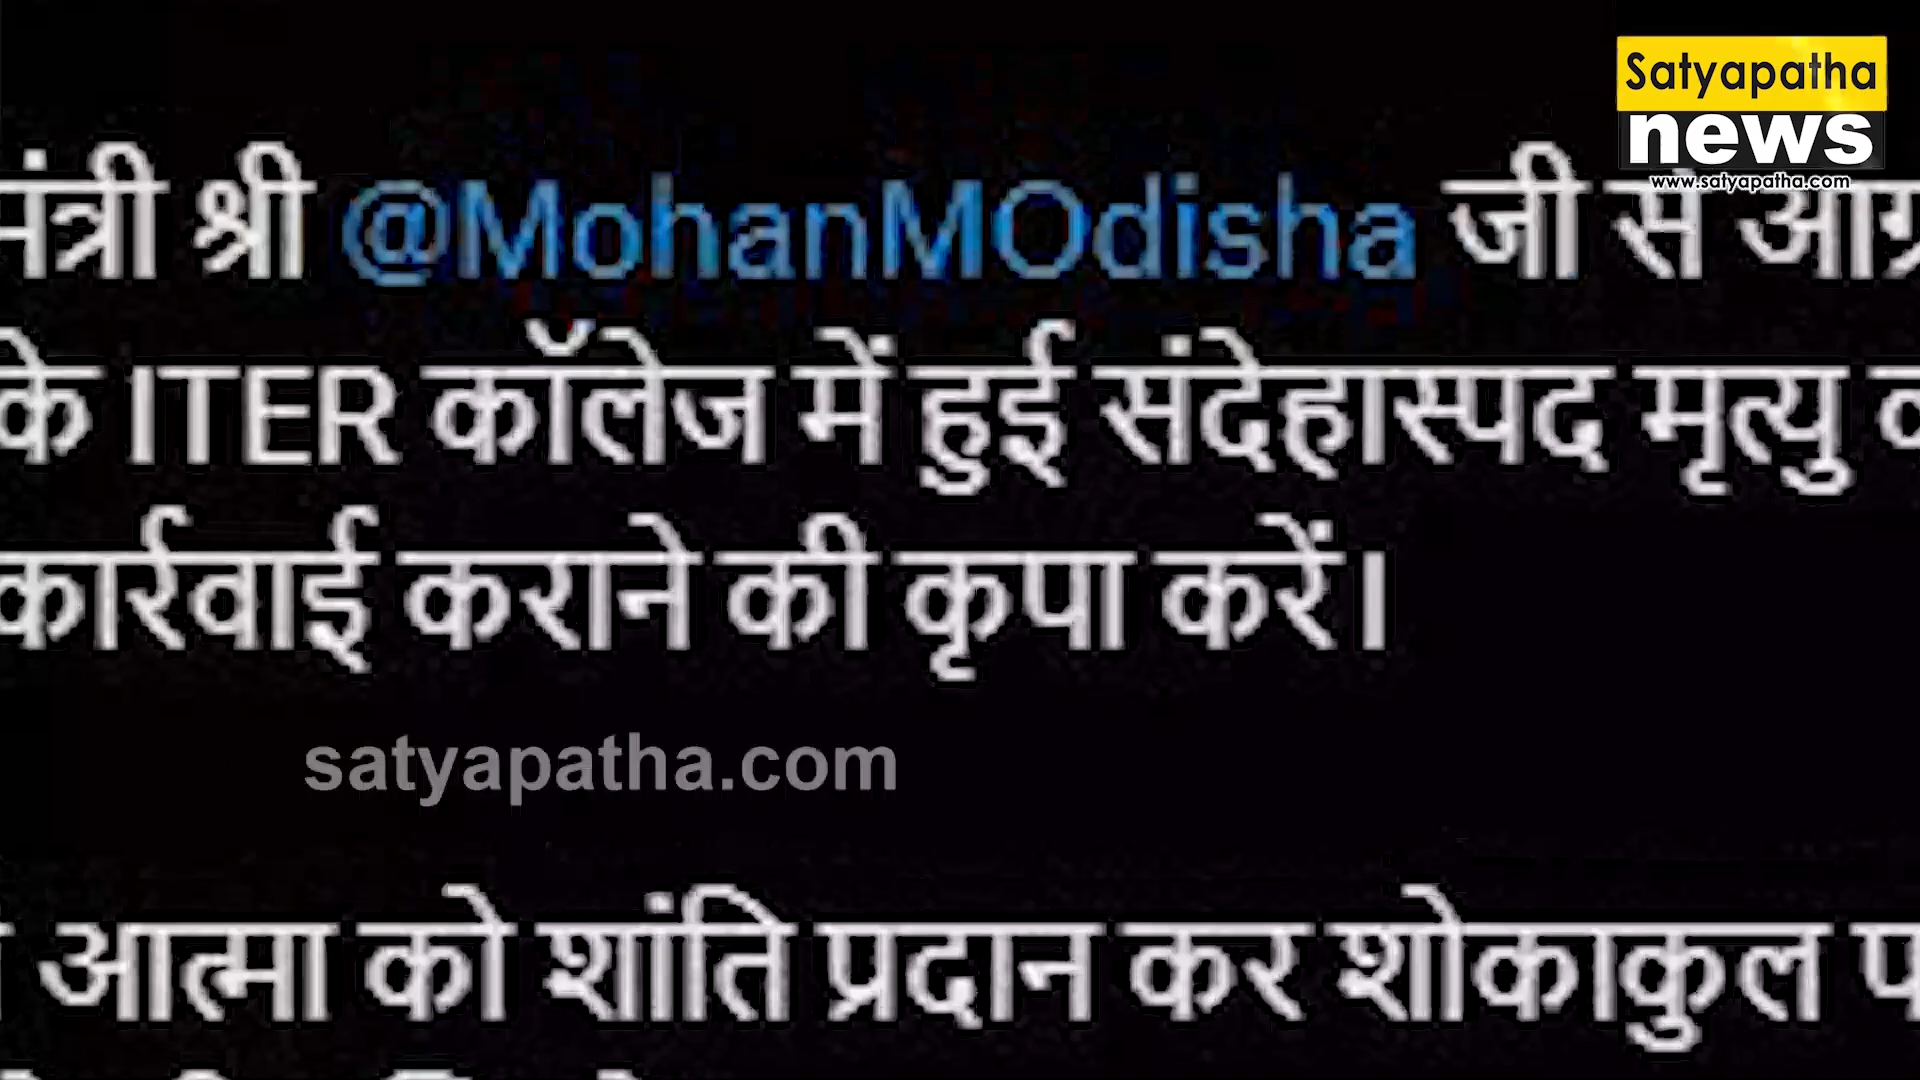 Satyapatha
news
www.satyapatha.com
श्री @MohanMOdisha जी से
के ITER कॉलेज में हुई संदेहास्पद मृत्यु
कार्रवाई कराने की कृपा करें।
satyapatha.com
आत्मा को शांति प्रदान कर शोकाकुल